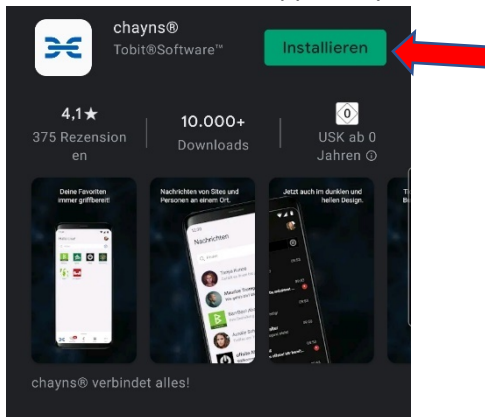 chayns®
Tobit®Software™
Installieren
4,1★
375 Rezension
en
10.000+
Downloads
0
USK ab 0
Jahren
Deine Favoriten
immer griffbereit!
Nachrichten von Sites und
Personen an einem Ort.
Nachrichten
Jetzt auch im dunklen und
hellen Design.
chayns® verbindet alles!